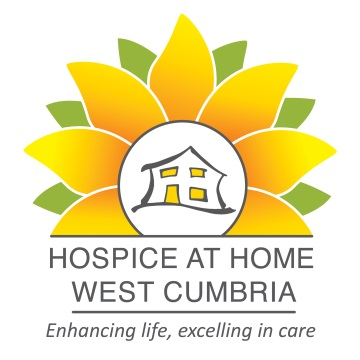 HOSPICE AT HOME
WEST CUMBRIA
Enhancing life, excelling in care